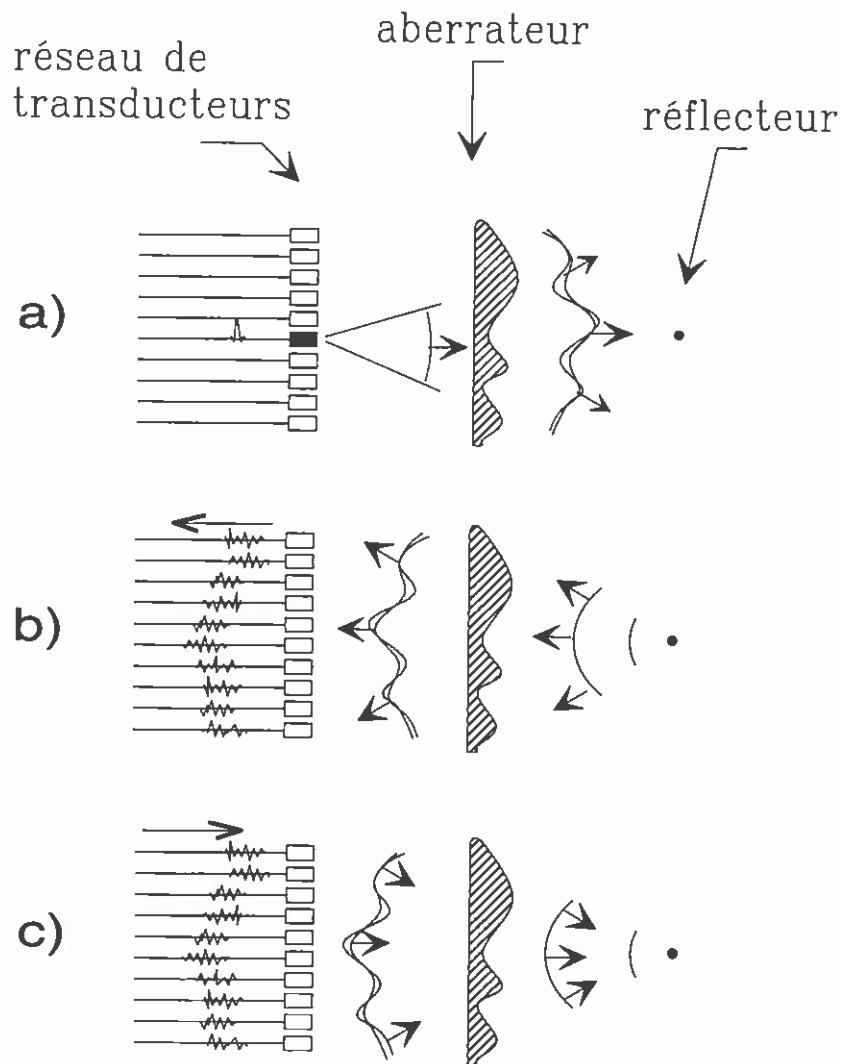 aberrateur
réseau de
transducteurs
réflecteur
a)
b)
c)